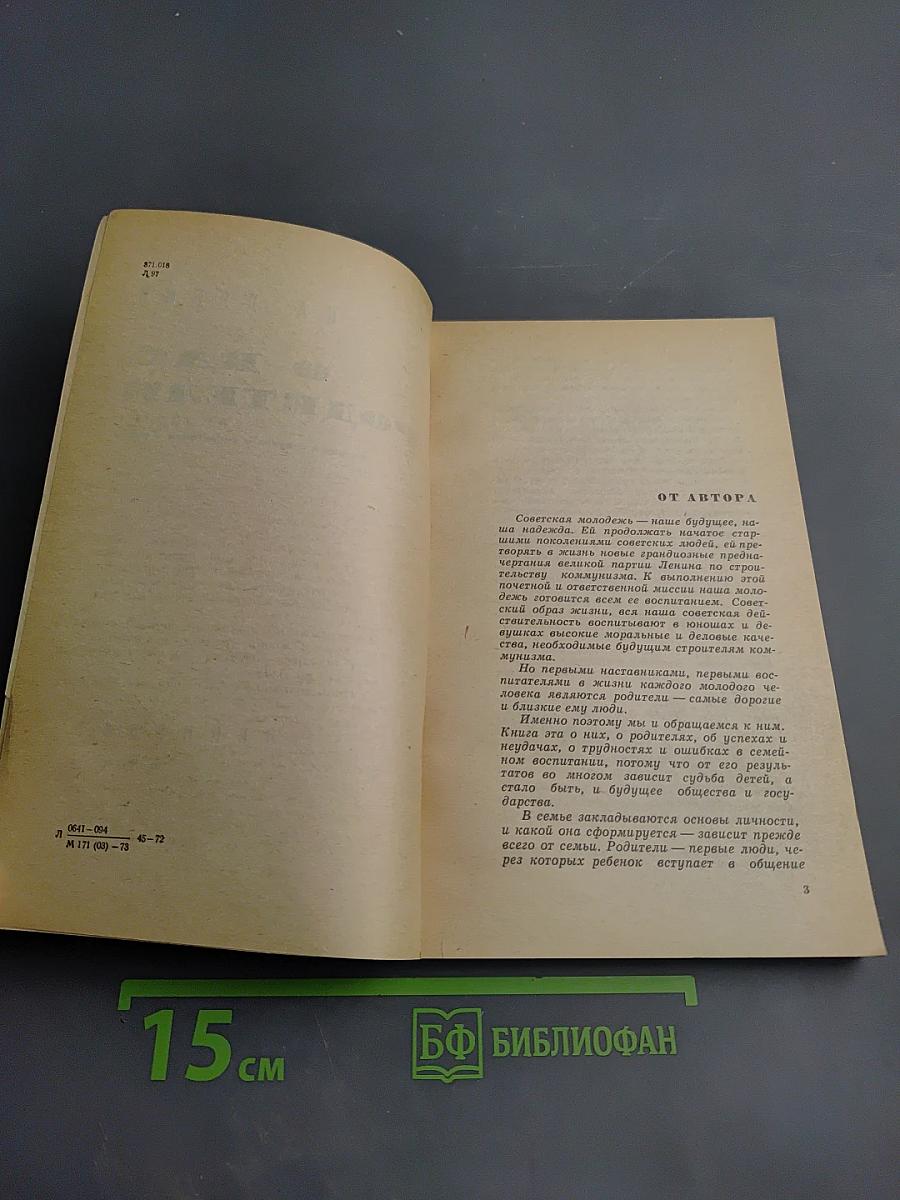 371.018
Л 97
Л 0641—094 45—72
М 171 (03) —73
ОТ АВТОРА
Советская молодежь — наше будущее, на-
ша надежда. Ей продолжать начатое стар-
шими поколениями советских людей, ей пре-
творять в жизнь новые грандиозные предна-
чертания великой партии Ленина по строи-
тельству коммунизма. К выполнению этой
почетной и ответственной миссии наша моло-
дежь готовится всем ее воспитанием. Совет-
ский образ жизни, вся наша советская дей-
ствительность воспитывают в юношах и де-
вушках высокие моральные и деловые каче-
ства, необходимые будущим строителям ком-
мунизма.
Но первыми наставниками, первыми вос-
питателями в жизни каждого молодого че-
ловека являются родители — самые дорогие
и близкие ему люди.
Именно поэтому мы и обращаемся к ним.
Книга эта о них, о родителях, об успехах и
неудачах, о трудностях и ошибках в семей-
ном воспитании, потому что от его резуль-
татов во многом зависит судьба детей, а
стало быть, и будущее общества и госу-
дарства.
В семье закладываются основы личности,
и какой она сформируется — зависит прежде
всего от семьи. Родители — первые люди, че-
рез которых ребенок вступает в общение
3
15 см
БФ БИБЛИОФАН